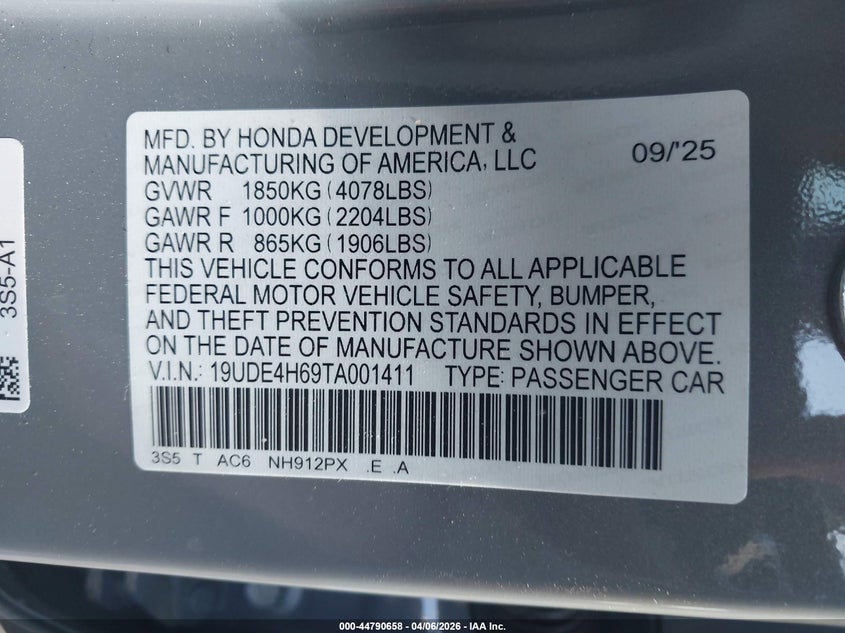 MFD. BY HONDA DEVELOPMENT &
MANUFACTURING OF AMERICA, LLC 09/'25
GVWR 1850KG (4078LBS)
GAWR F 1000KG (2204LBS)
GAWR R 865KG (1906LBS)
THIS VEHICLE CONFORMS TO ALL APPLICABLE
FEDERAL MOTOR VEHICLE SAFETY, BUMPER,
AND THEFT PREVENTION STANDARDS IN EFFECT
ON THE DATE OF MANUFACTURE SHOWN ABOVE.
V.I.N.: 19UDE4H69TA001411 TYPE: PASSENGER CAR
3S5 T AC6 NH912PX .E .A
3S5-A1
000-44790658 - 04/06/2026 - IAA Inc.